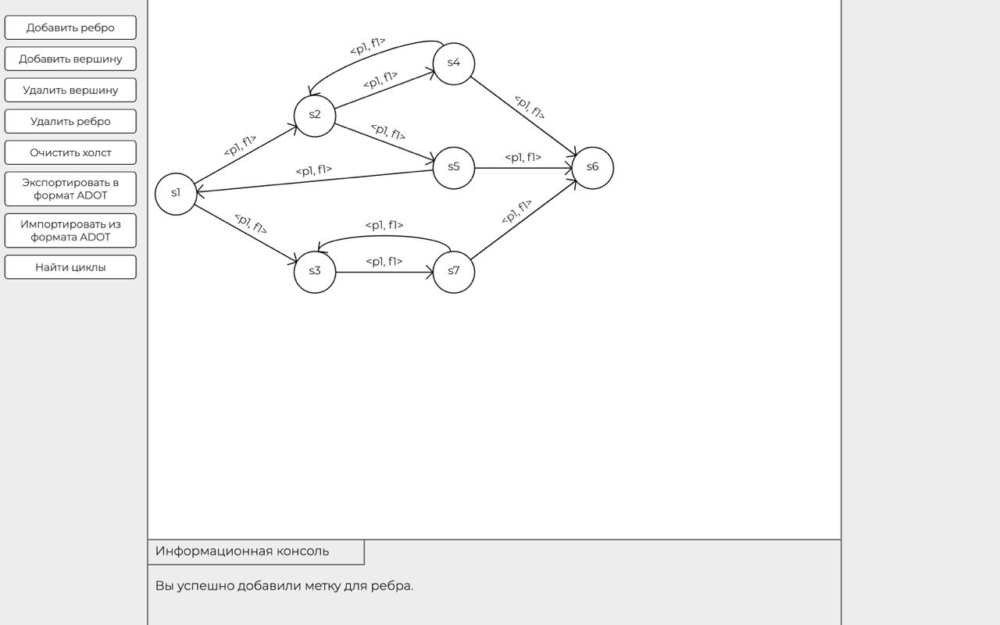 Добавить ребро
Добавить вершину
Удалить вершину
Удалить ребро
Очистить холст
Экспортировать в
формат ADOT
Импортировать из
формата ADOT
Найти циклы
<p1, f1>
s4
<p1, f1>
<p1, f1>
s2
<p1, f1>
<p1, f1>
<p1, f1>
s5
s6
<p1, f1>
s1
<p1, f1>
<p1, f1>
<p1, f1>
<p1, f1>
s3
s7
Информационная консоль
Вы успешно добавили метку для ребра.